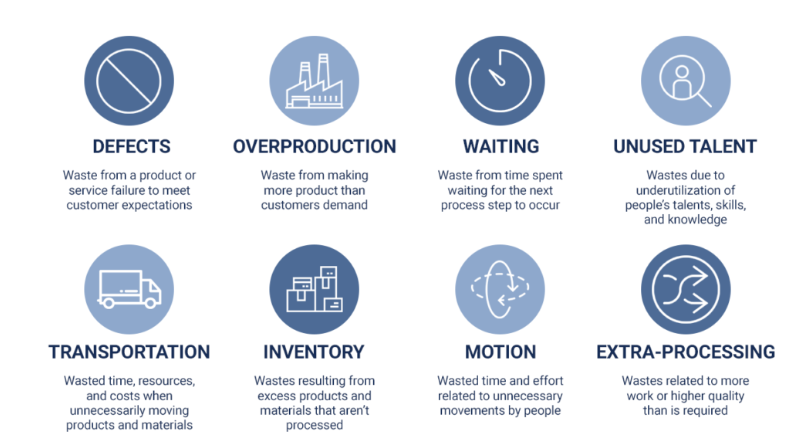 DEFECTS
Waste from a product or
service failure to meet
customer expectations
OVERPRODUCTION
Waste from making
more product than
customers demand
WAITING
Waste from time spent
waiting for the next
process step to occur
UNUSED TALENT
Wastes due to
underutilization of
people's talents, skills,
and knowledge
TRANSPORTATION
Wasted time, resources,
and costs when
unnecessarily moving
products and materials
INVENTORY
Wastes resulting from
excess products and
materials that aren't
processed
MOTION
Wasted time and effort
related to unnecessary
movements by people
EXTRA-PROCESSING
Wastes related to more
work or higher quality
than is required